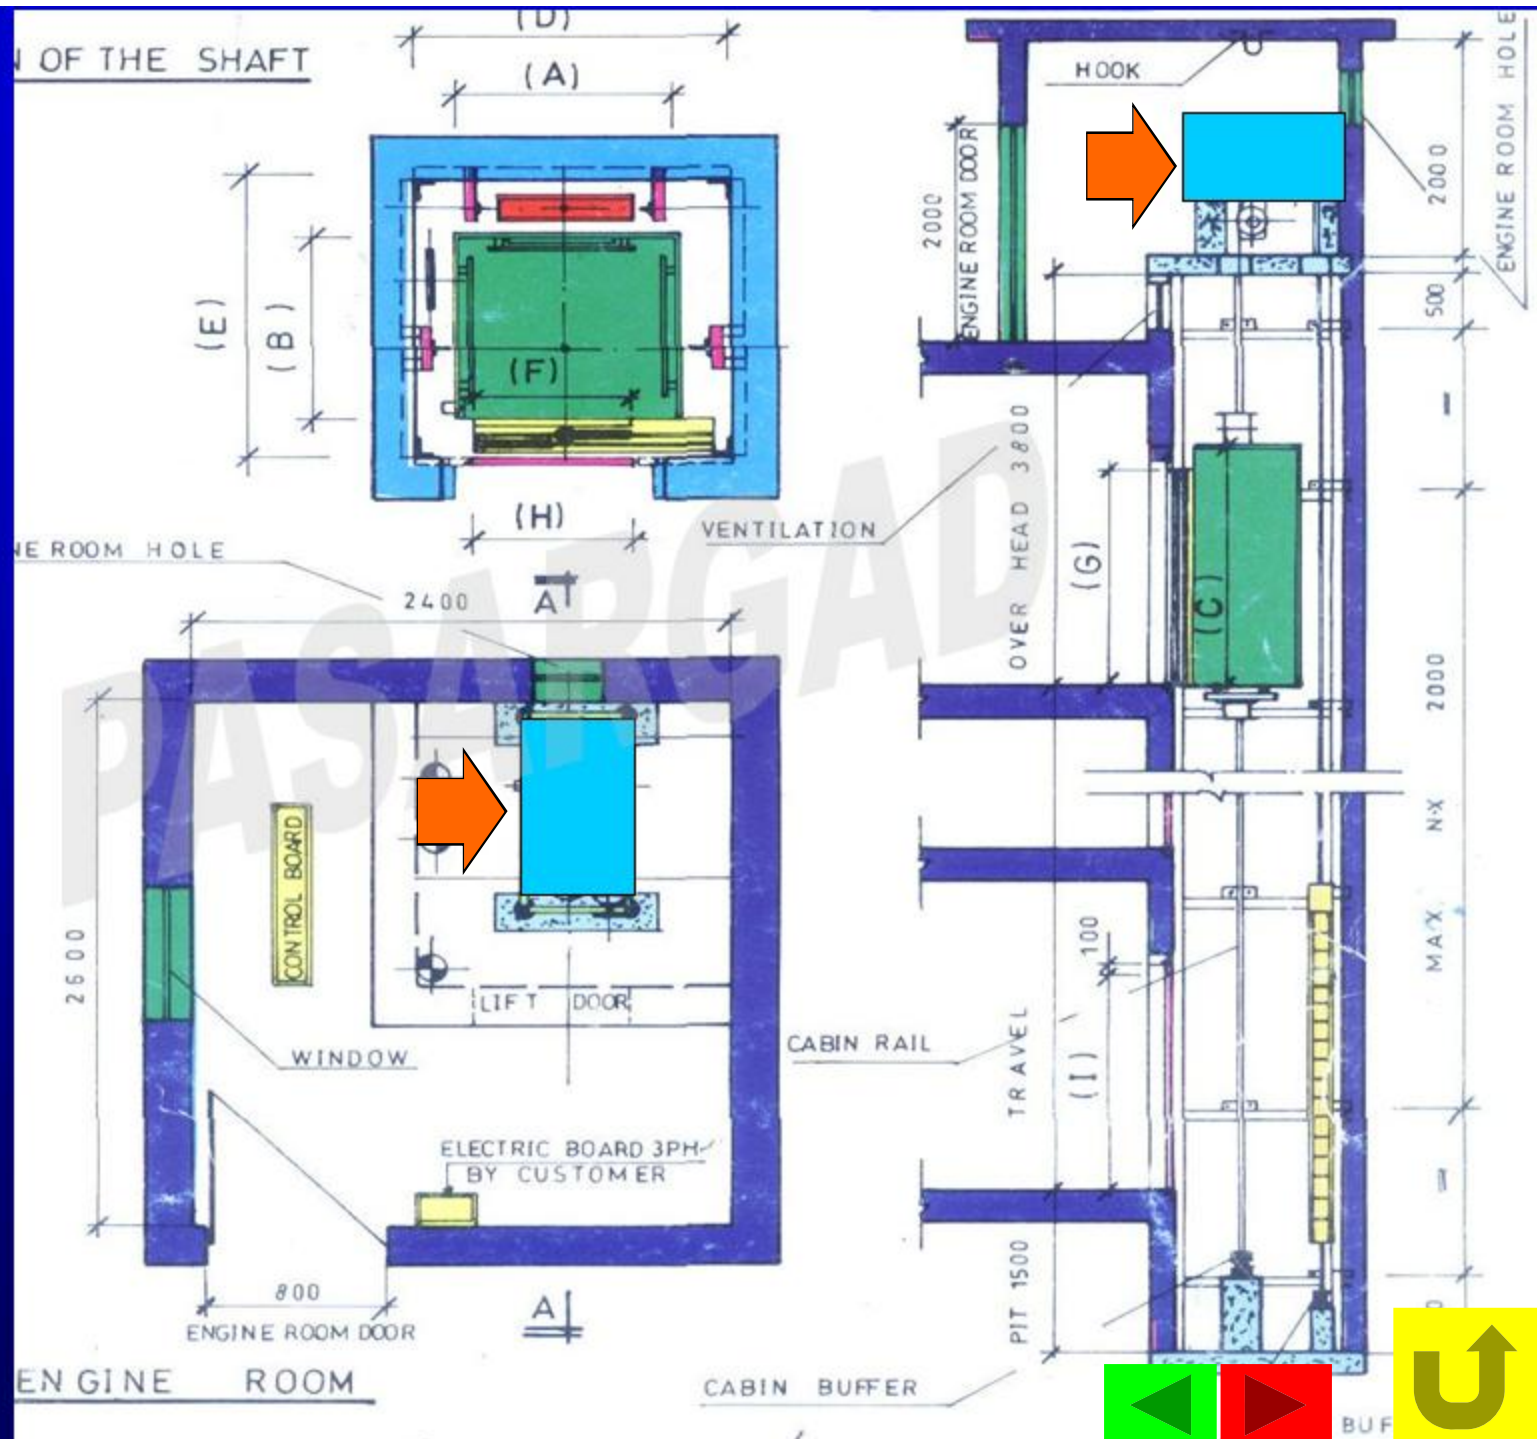 N OF THE SHAFT
(D)
(A)
(E)
(B)
(F)
(H)
HOOK
2000
ENGINE ROOM DOOR
2000
ENGINE ROOM HOLE
500
VENTILATION
OVER HEAD 3800
(G)
(C)
2000
MAX. N·X
NE ROOM HOLE
2400
A
PASARGAD
2600
CONTROL BOARD
LIFT DOOR
WINDOW
ELECTRIC BOARD 3PH
BY CUSTOMER
800
ENGINE ROOM DOOR
A
ENGINE ROOM
CABIN RAIL
TRAVEL
(I)
100
PIT 1500
CABIN BUFFER
BUF